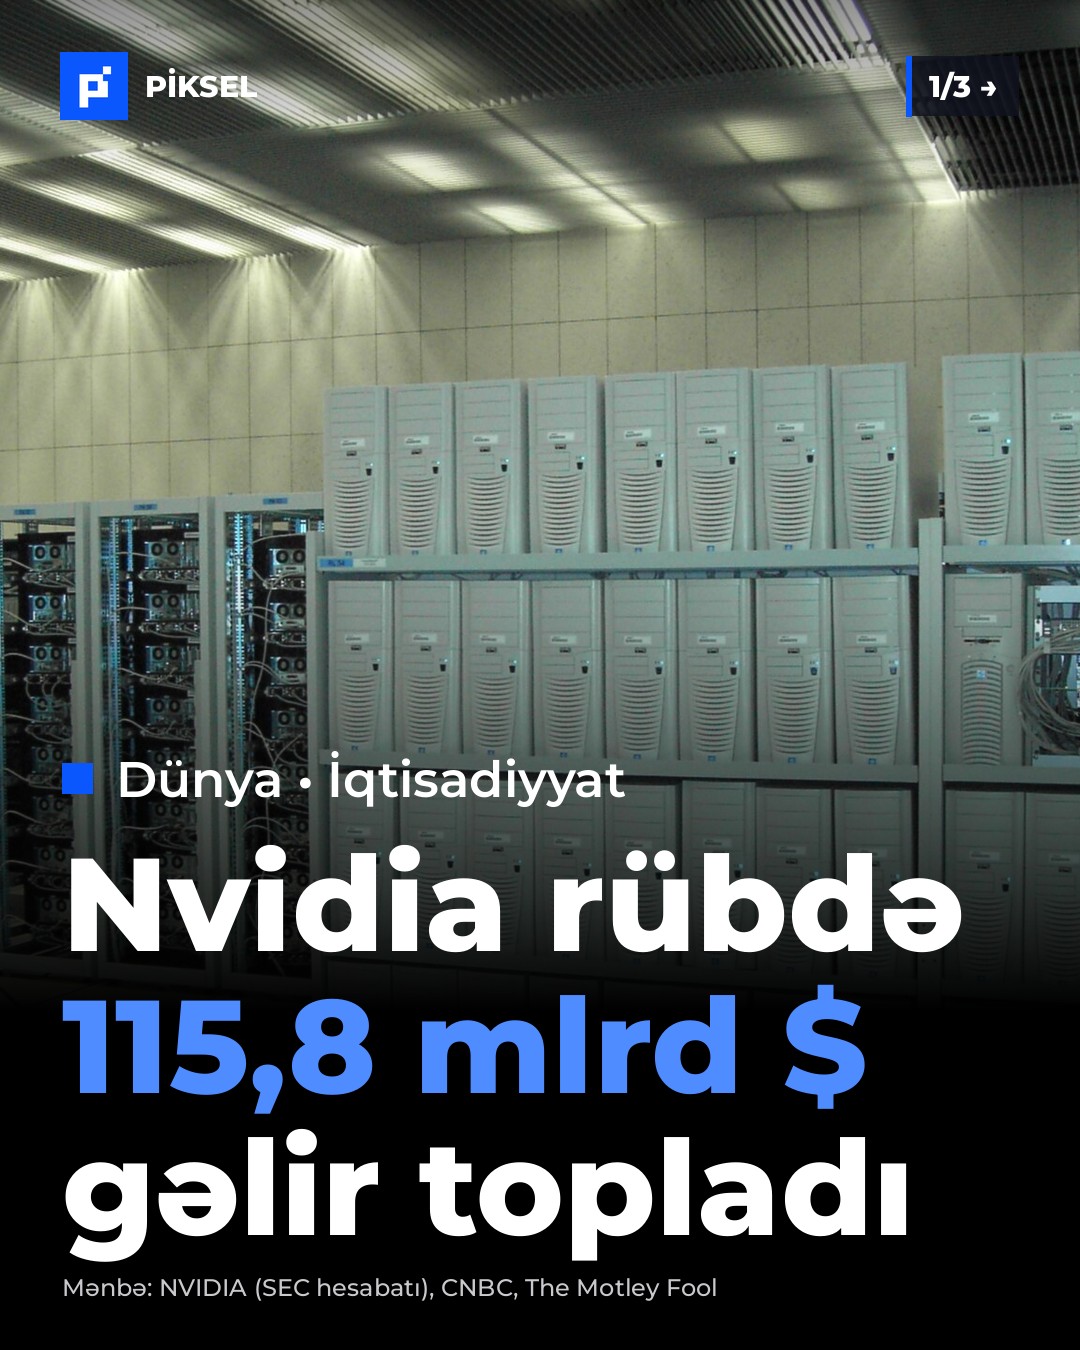 PİKSEL
1/3 →
Dünya • İqtisadiyyat
Nvidia rübdə
115,8 mlrd $
gəlir topladı
Mənbə: NVIDIA (SEC hesabatı), CNBC, The Motley Fool